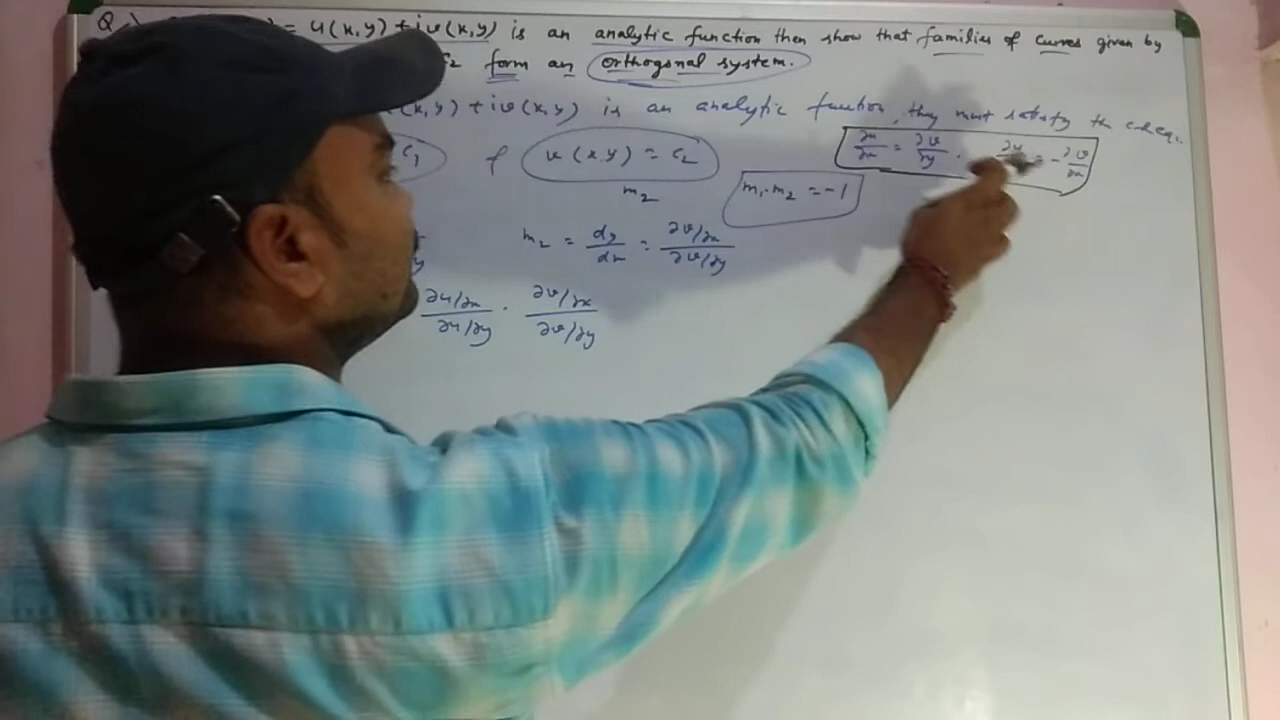 Q = u(x,y) + iv(x,y) is an analytic function then show that families of curves given by
c₂ form an orthogonal system.
(x,y) + iv(x,y) is an analytic function, they must satisfy the
c₁ f v(x y) = c₂ ∂u/∂x = ∂v/∂y . = -∂v/∂x
m₂ m₁·m₂ = -1
m₂ = dy/dx = ∂v/∂x / ∂v/∂y
∂u/∂x / ∂u/∂y · ∂v/∂x / ∂v/∂y